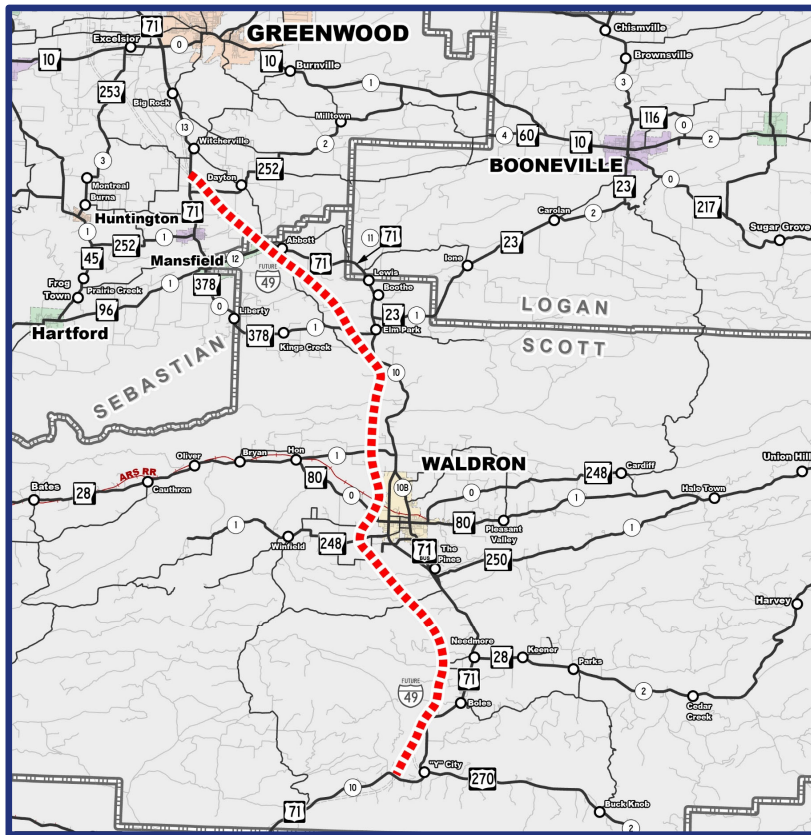 71
GREENWOOD
Chismville
Excelsior
0
10
10
Burnville
Brownsville
253
1
3
Big Rock
116
0
Milltown
13
2
4
60
10
2
Witcherville
BOONEVILLE
3
Dayton
252
23
0
Montreal
Burna
217
Huntington
71
Carolan
2
Sugar Grove
1
252
1
Abbott
11
71
23
45
Mansfield
12
71
Ione
Frog
Town
Prairie Creek
1
378
FUTURE
49
Lewis
Boothe
LOGAN
96
0
Liberty
23
1
Hartford
378
Kings Creek
1
Elm Park
SCOTT
SEBASTIAN
10
Oliver
Bryan
Hon
1
WALDRON
Union Hill
ARS RR
80
10B
248
Cardiff
Bates
28
Cauthron
0
0
1
Hale Town
80
Pleasant
Valley
1
1
Winfield
248
71
BUS
The
Pines
250
Harvey
Needmore
28
Keener
Parks
FUTURE
49
71
2
Cedar
Creek
Boles
"Y" City
10
270
71
Buck Knob
2